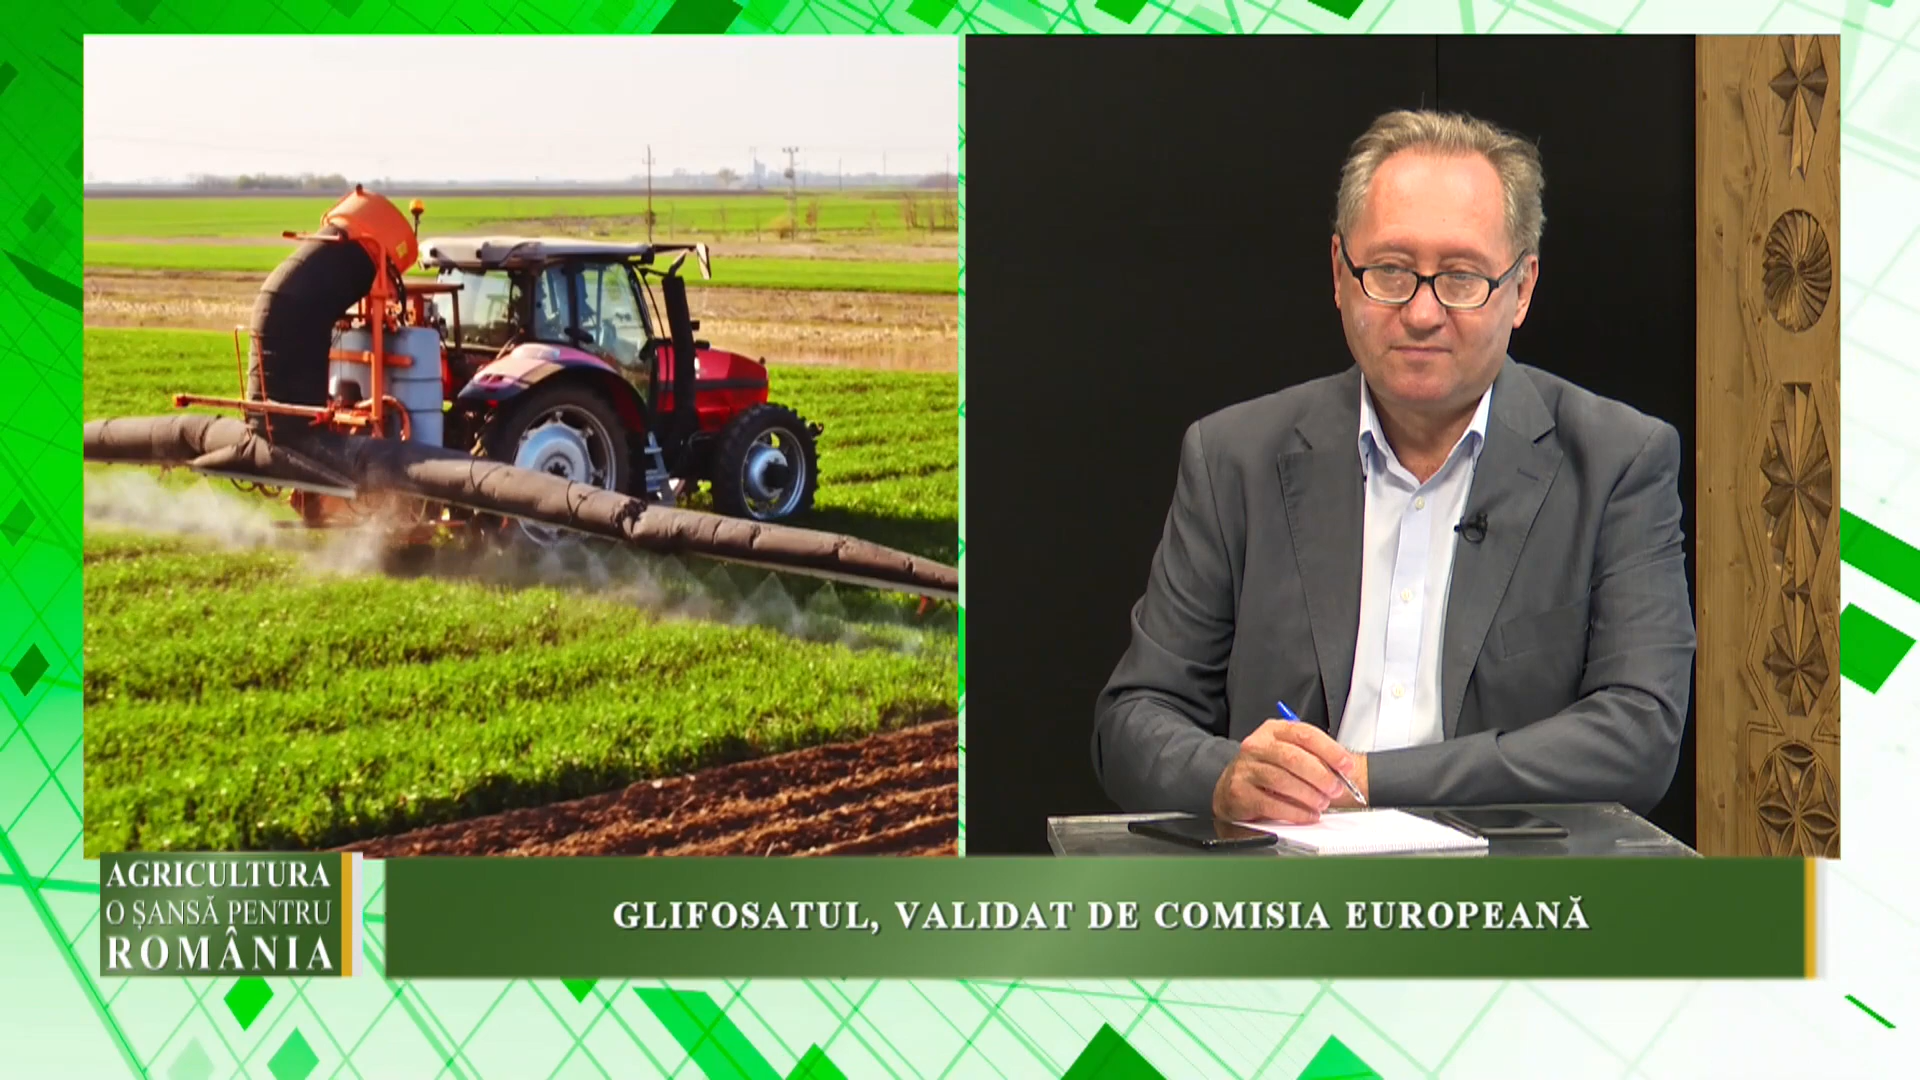 AGRICULTURA
O ȘANSĂ PENTRU
ROMÂNIA
GLIFOSATUL, VALIDAT DE COMISIA EUROPEANĂ